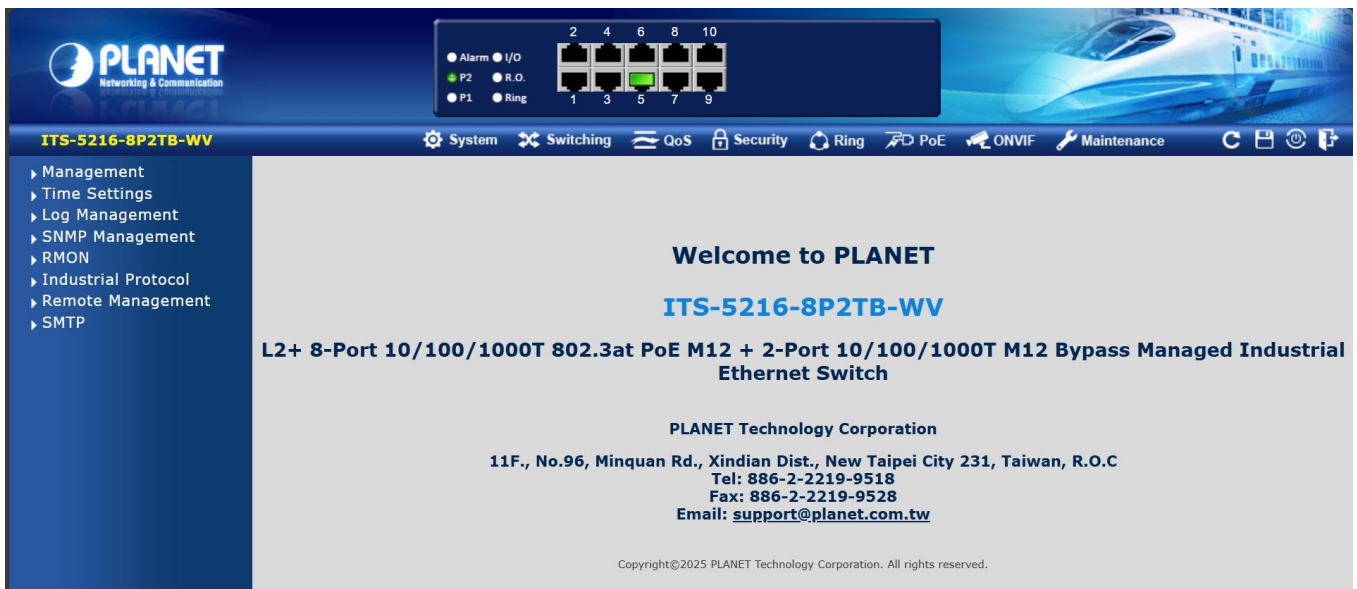 PLANET
Networking & Communication
2 4 6 8 10
Alarm I/O
P2 R.O.
P1 Ring
1 3 5 7 9
ITS-5216-8P2TB-WV
System Switching QoS Security Ring PoE ONVIF Maintenance
Management
Time Settings
Log Management
SNMP Management
RMON
Industrial Protocol
Remote Management
SMTP
Welcome to PLANET
ITS-5216-8P2TB-WV
L2+ 8-Port 10/100/1000T 802.3at PoE M12 + 2-Port 10/100/1000T M12 Bypass Managed Industrial
Ethernet Switch
PLANET Technology Corporation
11F., No.96, Minquan Rd., Xindian Dist., New Taipei City 231, Taiwan, R.O.C
Tel: 886-2-2219-9518
Fax: 886-2-2219-9528
Email: support@planet.com.tw
Copyright©2025 PLANET Technology Corporation. All rights reserved.